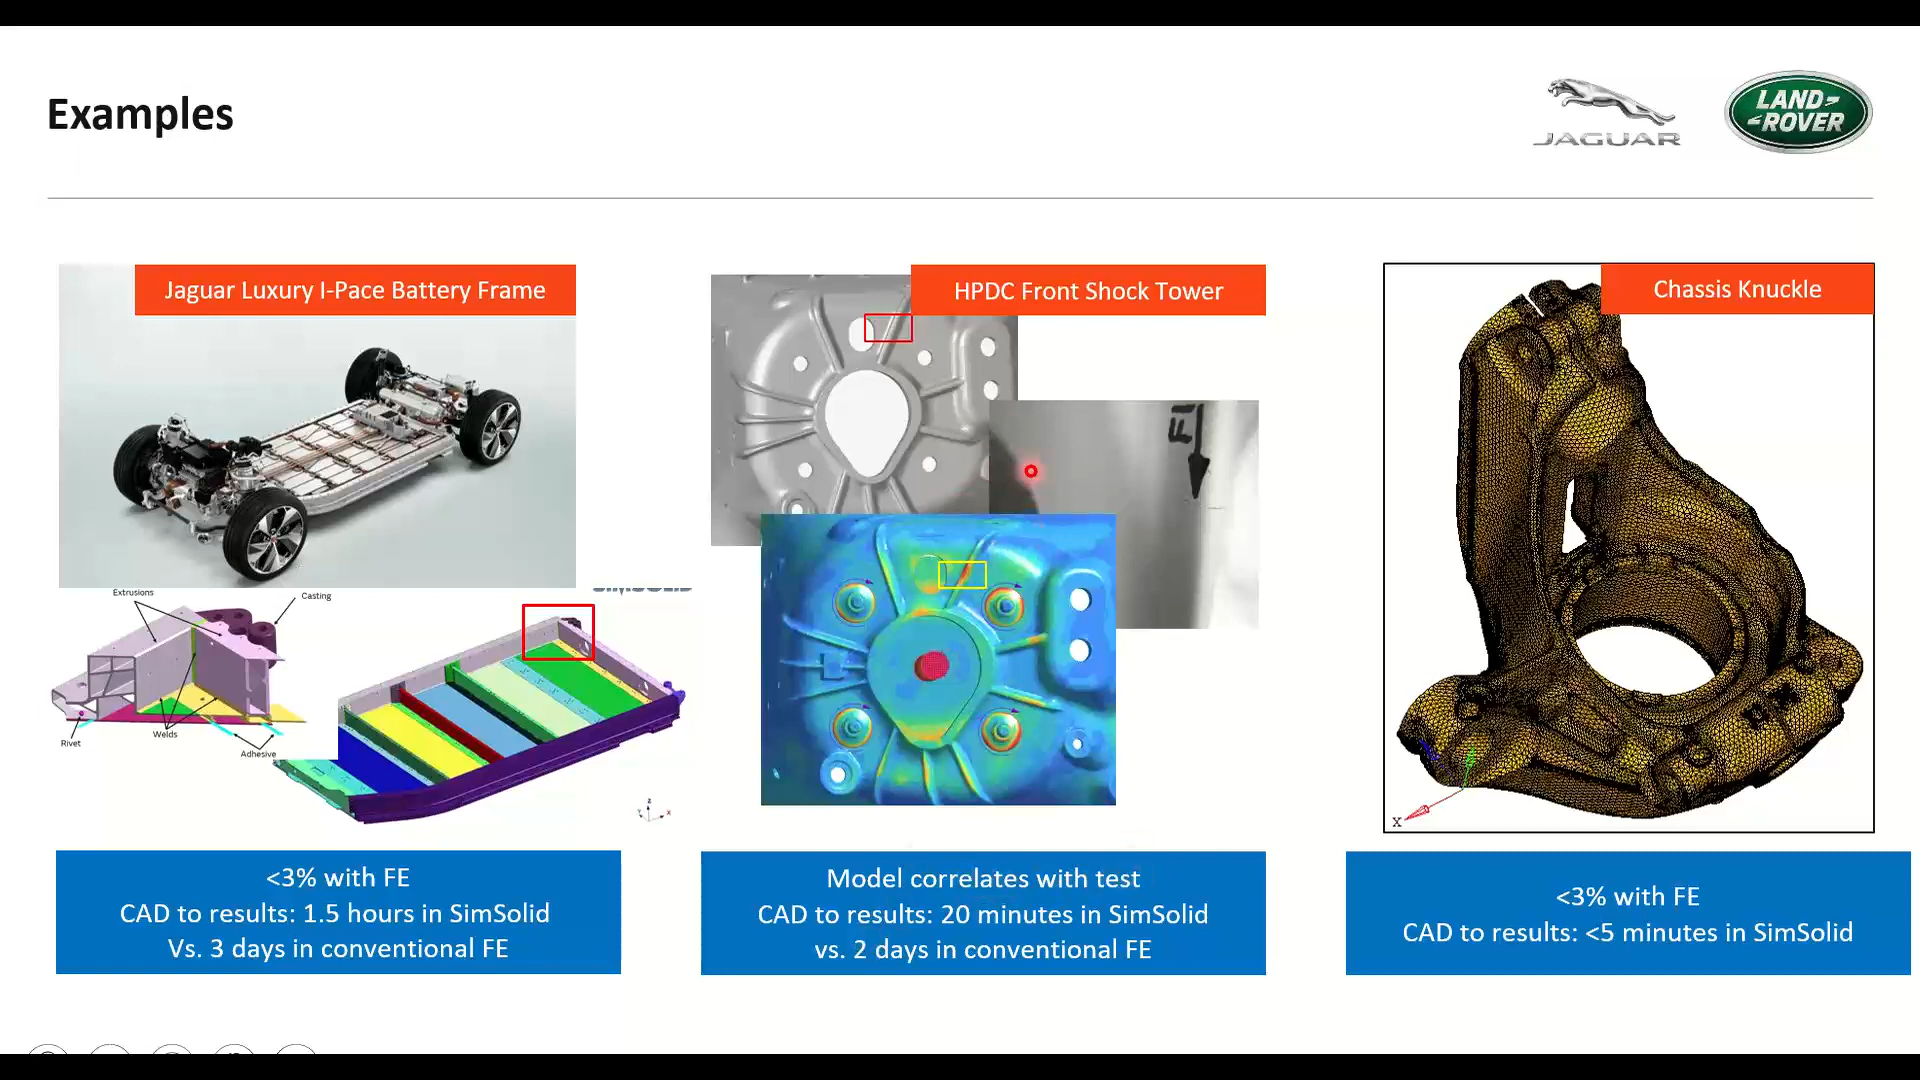 Examples
JAGUAR
LAND-
-ROVER
Jaguar Luxury I-Pace Battery Frame
HPDC Front Shock Tower
Chassis Knuckle
Extrusions
Casting
Rivet
Welds
Adhesive
SIMSOLID
Z
Y
X
X
<3% with FE
CAD to results: 1.5 hours in SimSolid
Vs. 3 days in conventional FE
Model correlates with test
CAD to results: 20 minutes in SimSolid
vs. 2 days in conventional FE
<3% with FE
CAD to results: <5 minutes in SimSolid